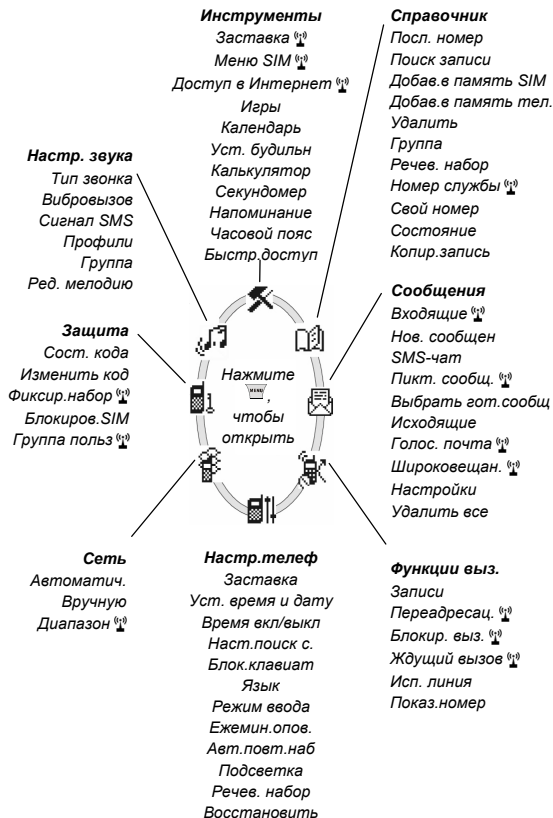 Инструменты
Заставка
Меню SIM
Доступ в Интернет
Игры
Календарь
Уст. будильн
Калькулятор
Секундомер
Напоминание
Часовой пояс
Быстр.доступ
Справочник
Посл. номер
Поиск записи
Добав.в память SIM
Добав.в память тел.
Удалить
Группа
Речев. набор
Номер службы
Свой номер
Состояние
Копир.запись
Настр. звука
Тип звонка
Вибровызов
Сигнал SMS
Профили
Группа
Ред. мелодию
Сообщения
Входящие
Нов. сообщен
SMS-чат
Пикт. сообщ.
Выбрать гот.сообщ
Исходящие
Голос. почта
Широковещан.
Настройки
Удалить все
Защита
Сост. кода
Изменить код
Фиксир.набор
Блокиров.SIM
Группа польз
Нажмите
MENU,
чтобы
открыть
Сеть
Автоматич.
Вручную
Диапазон
Настр.телеф
Заставка
Уст. время и дату
Время вкл/выкл
Наст.поиск с.
Блок.клавиат
Язык
Режим ввода
Ежемин.опов.
Авт.повт.наб
Подсветка
Речев. набор
Восстановить
Функции выз.
Записи
Переадресац.
Блокир. выз.
Ждущий вызов
Исп. линия
Показ.номер